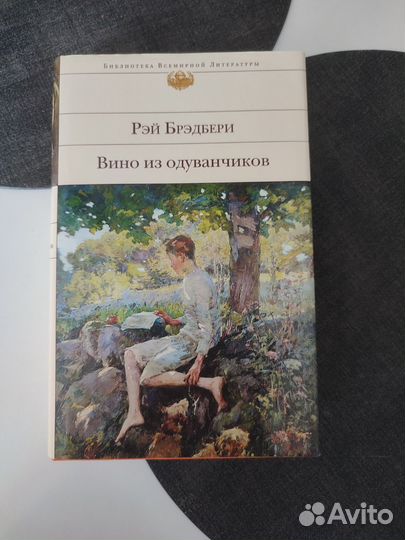 Библиотека Всемирной Литературы
Рэй Брэдбери
Вино из одуванчиков
Avito